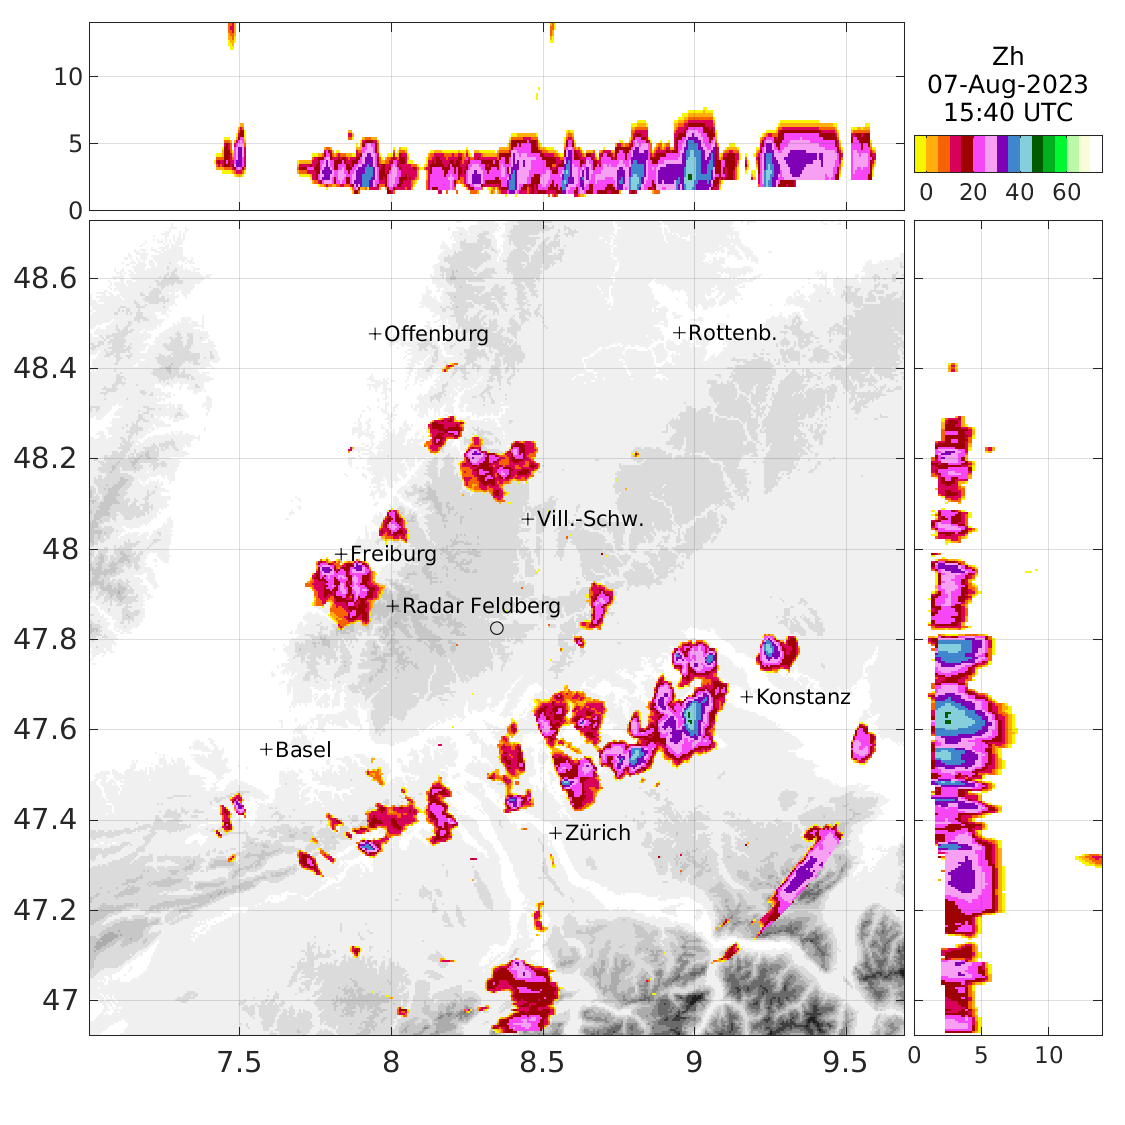 10
5
0
Zh
07-Aug-2023
15:40 UTC
0 20 40 60
48.6
48.4
48.2
48
47.8
47.6
47.4
47.2
47
+Offenburg
+Rottenb.
+Vill.-Schw.
+Freiburg
+Radar Feldberg
+Konstanz
+Basel
+Zürich
7.5 8 8.5 9 9.5
0 5 10